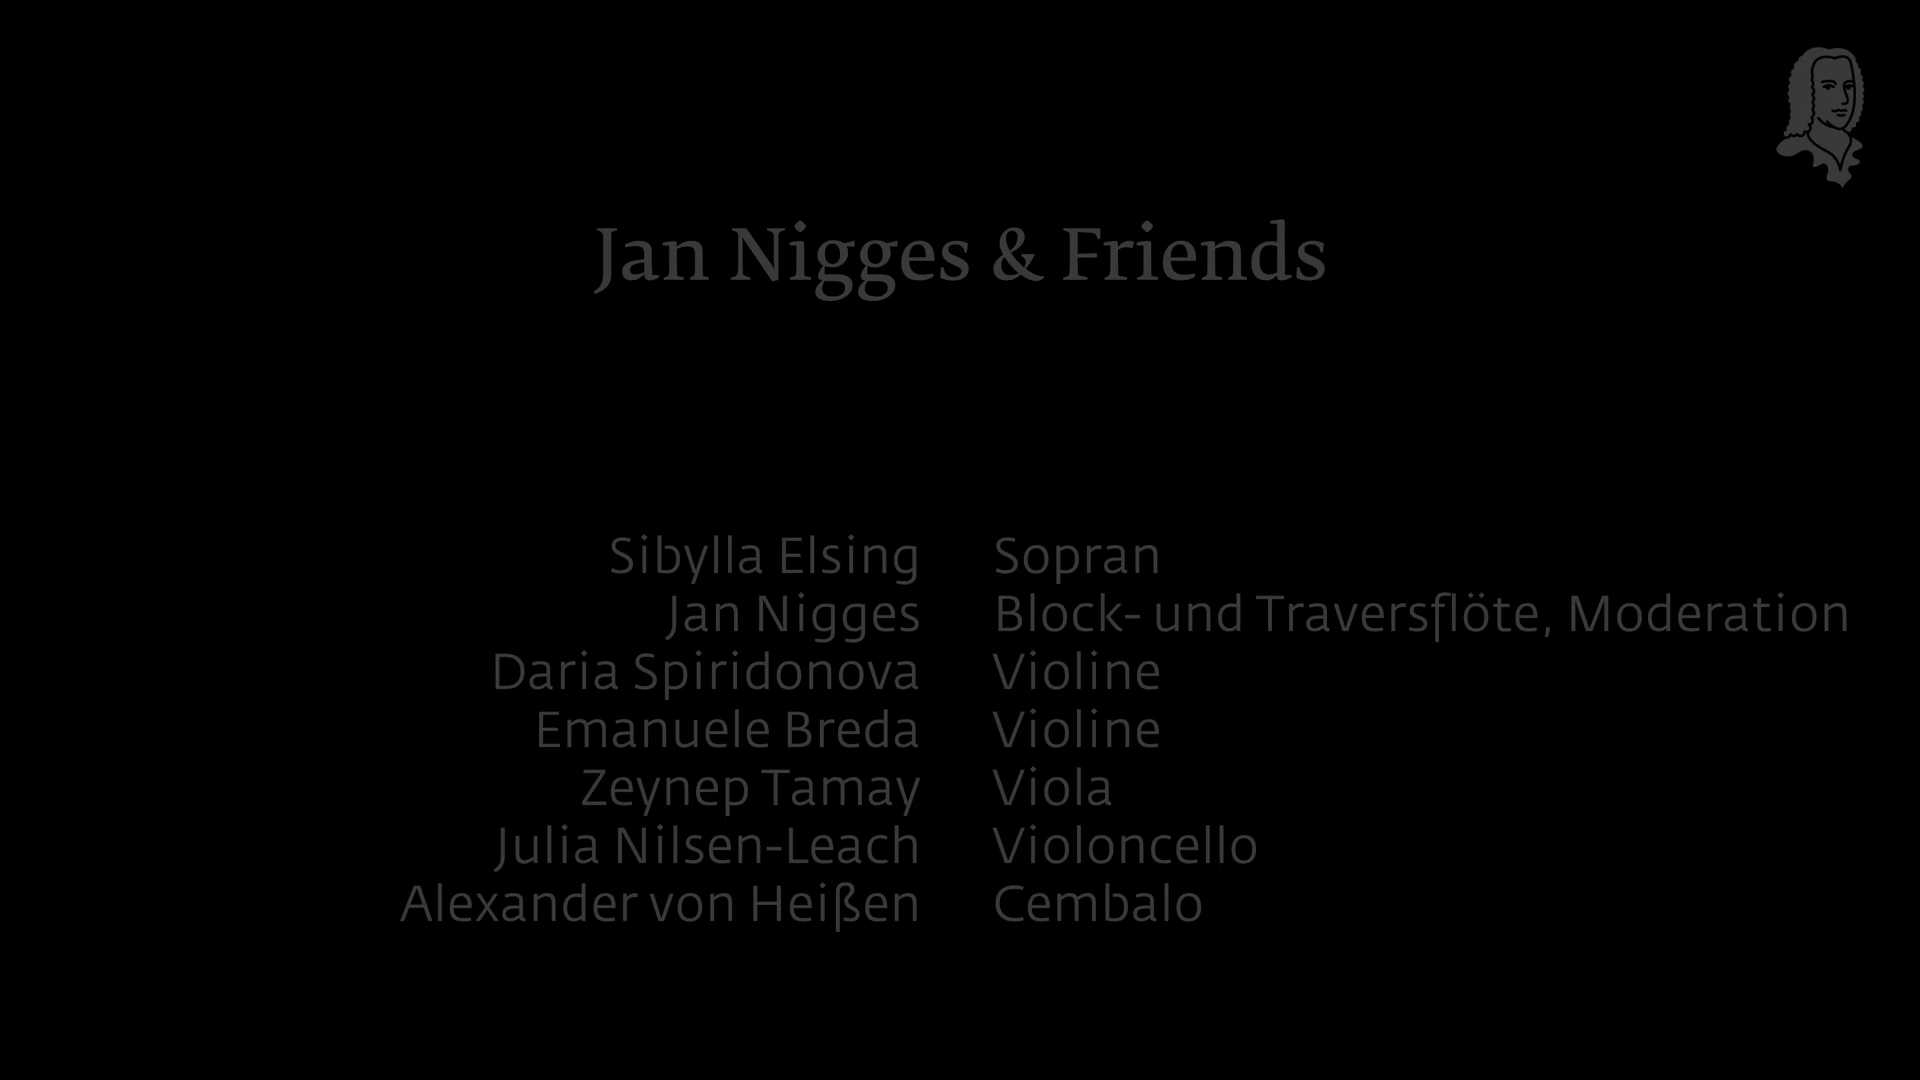 Jan Nigges & Friends
Sibylla Elsing Sopran
Jan Nigges Block- und Traversflöte, Moderation
Daria Spiridonova Violine
Emanuele Breda Violine
Zeynep Tamay Viola
Julia Nilsen-Leach Violoncello
Alexander von Heißen Cembalo